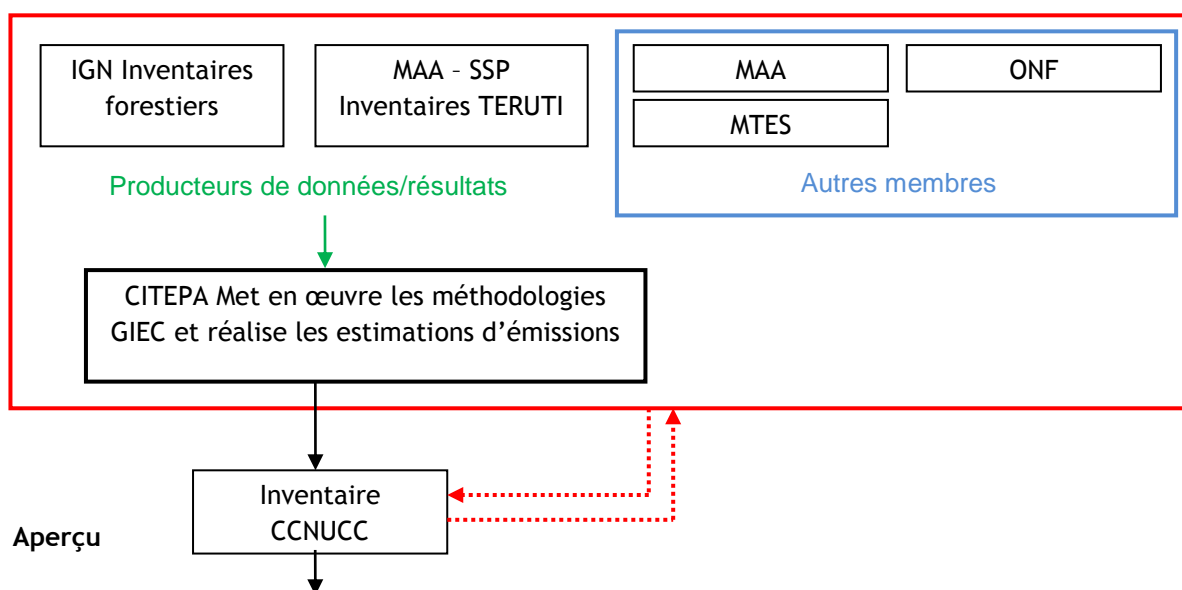 IGN Inventaires
forestiers
MAA – SSP
Inventaires TERUTI
MAA
ONF
MTES
Producteurs de données/résultats
Autres membres
CITEPA Met en œuvre les méthodologies
GIEC et réalise les estimations d’émissions
Inventaire
CCNUCC
Aperçu